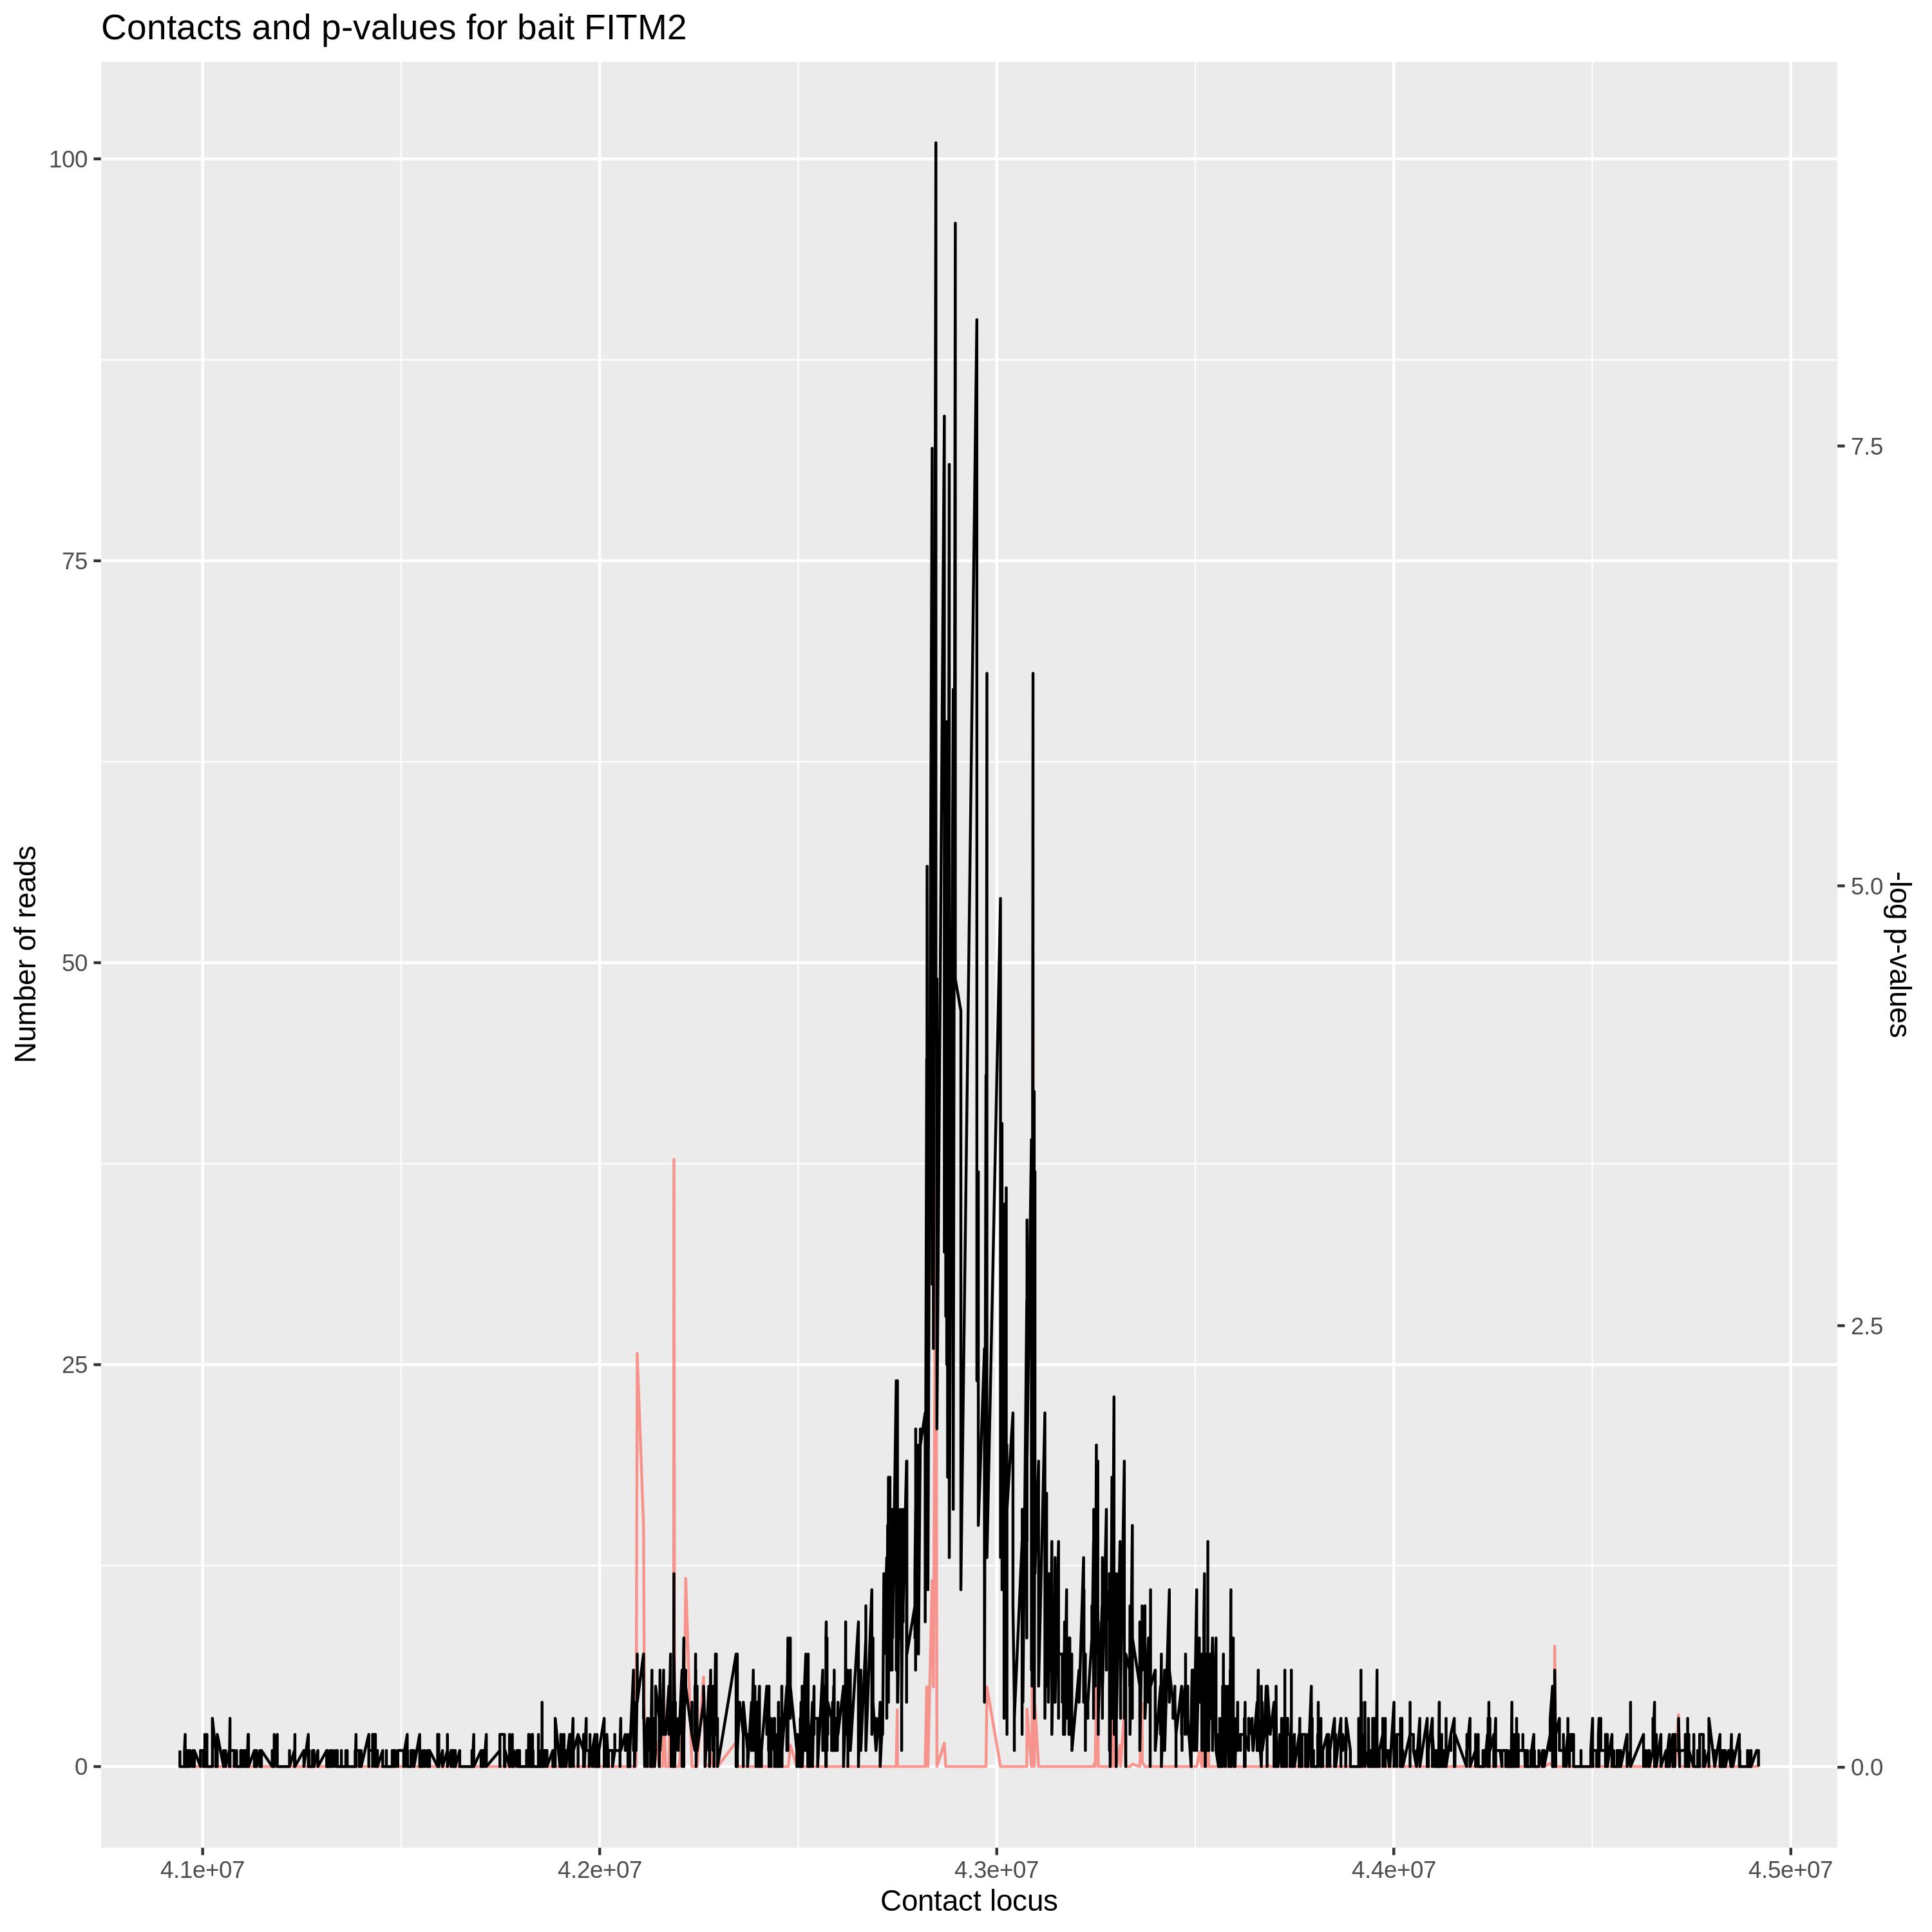 Contacts and p-values for bait FITM2
100
75
50
25
0
Number of reads
7.5
5.0
2.5
0.0
-log p-values
4.1e+07
4.2e+07
4.3e+07
4.4e+07
4.5e+07
Contact locus